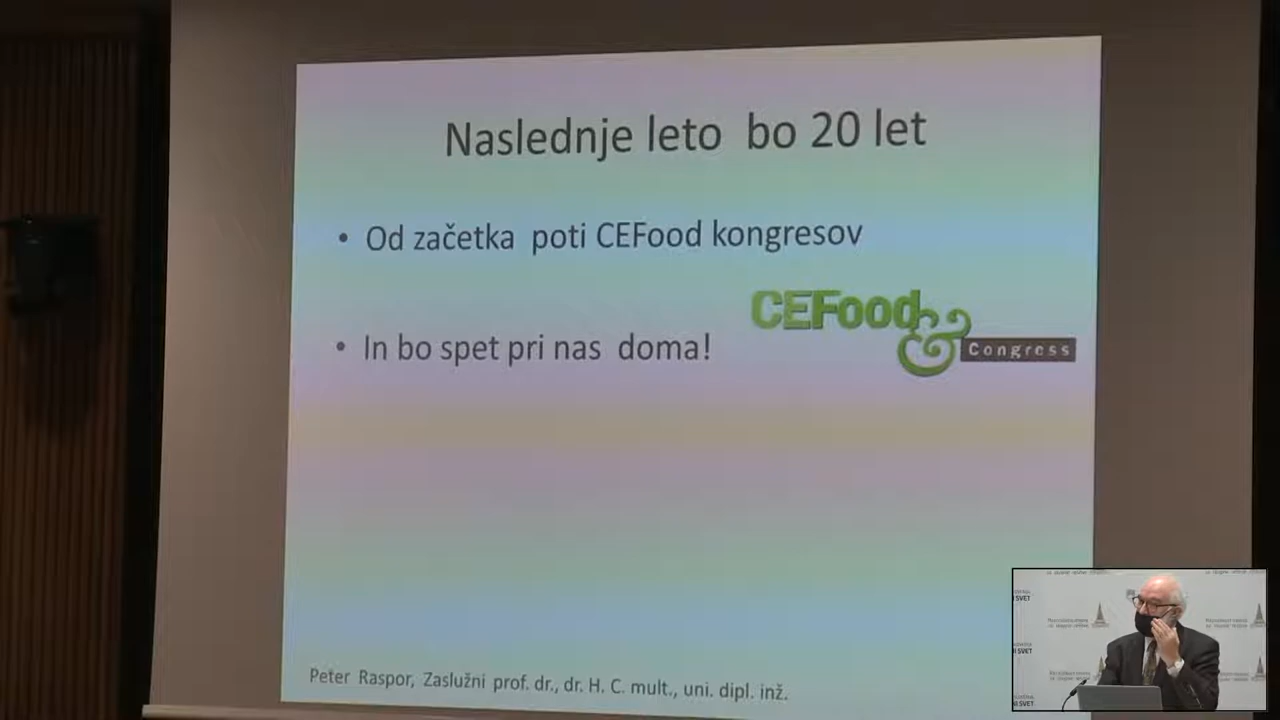 Naslednje leto bo 20 let
• Od začetka poti CEFood kongresov
CEFood &
Congress
• In bo spet pri nas doma!
Peter Raspor, Zaslužni prof. dr., dr. H. C. mult., uni. dipl. inž.
SVET